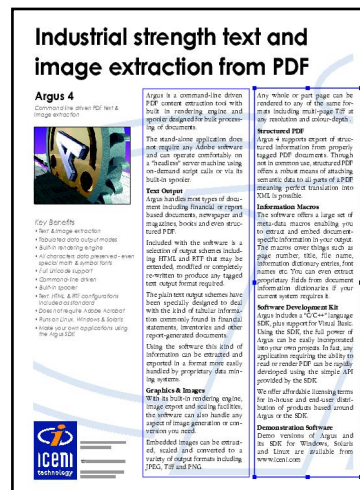 Industrial strength text and
image extraction from PDF
Argus 4
Command line driven PDF text &
image extraction
Key Benefits
• Text & image extraction
• Robust data output modes
• Built-in rendering engine
• All characters data preserved - even
special math & symbol fonts
• Full Unicode support
• Command-line driven
• Built-in spooler
• Text, HTML, & RTF configurations
included as standard
• Does not require Adobe Acrobat
• Runs on Linux, Windows & Solaris
• Make your own applications using
the Argus SDK
iceni
technology
Argus is a command-line driven
PDF content extraction tool with
built in rendering engine and
spooler designed for bulk process-
ing of documents.
The stand-alone application does
not require any Adobe software
and can operate comfortably on
a "headless" server machine using
on-demand script calls or via its
built-in spooler.
Text Output
Argus handles most types of docu-
ment including financial or report
based documents, newspaper and
magazines, books and even struc-
tured PDF.
Included with the software is a
selection of output schemes includ-
ing HTML and RTF that may be
extended, modified or completely
re-written to produce any tagged
text output format required.
The plain text output schemes have
been specially designed to deal
with the kind of tabular informa-
tion commonly found in financial
statements, inventories and other
report-generated documents.
Using the software this kind of
information can be extracted and
exported in a format more easily
handled by proprietary data min-
ing systems.
Graphics & Images
With its built-in rendering engine,
image export and scaling facilities,
the software can also handle any
aspect of image generation or con-
version you need.
Embedded images can be extract-
ed, scaled and converted to a
variety of output formats including
JPEG, Tiff and PNG.
Any whole or part page can be
rendered to any of the same for-
mats including multi-page Tiff at
any resolution and colour-depth.
Structured PDF
Argus 4 supports export of struc-
tured information from properly
tagged PDF documents. Though
not in common use, structured PDF
offers a robust means of attaching
semantic data to all parts of a PDF
meaning perfect translation into
XML is possible.
Information Macros
The software offers a large set of
meta-data macros enabling you
to extract and embed document-
specific information in your output.
The macros cover things such as
page number, title, file name,
information dictionary entries, font
names etc. You can even extract
proprietary fields from document
information dictionaries if your
current system requires it.
Software Development Kit
Argus includes a "C/C++" language
SDK, plus support for Visual Basic.
Using the SDK, the full power of
Argus can be easily incorporated
into your own projects. In fact, any
application requiring the ability to
read or render PDF can be rapidly
developed using the simple API
provided by the SDK.
We offer affordable licensing terms
for in-house and end-user distri-
bution of products based around
Argus or the SDK.
Demonstration Software
Demo versions of Argus and
its SDK for Windows, Solaris
and Linux are available from
www.iceni.com